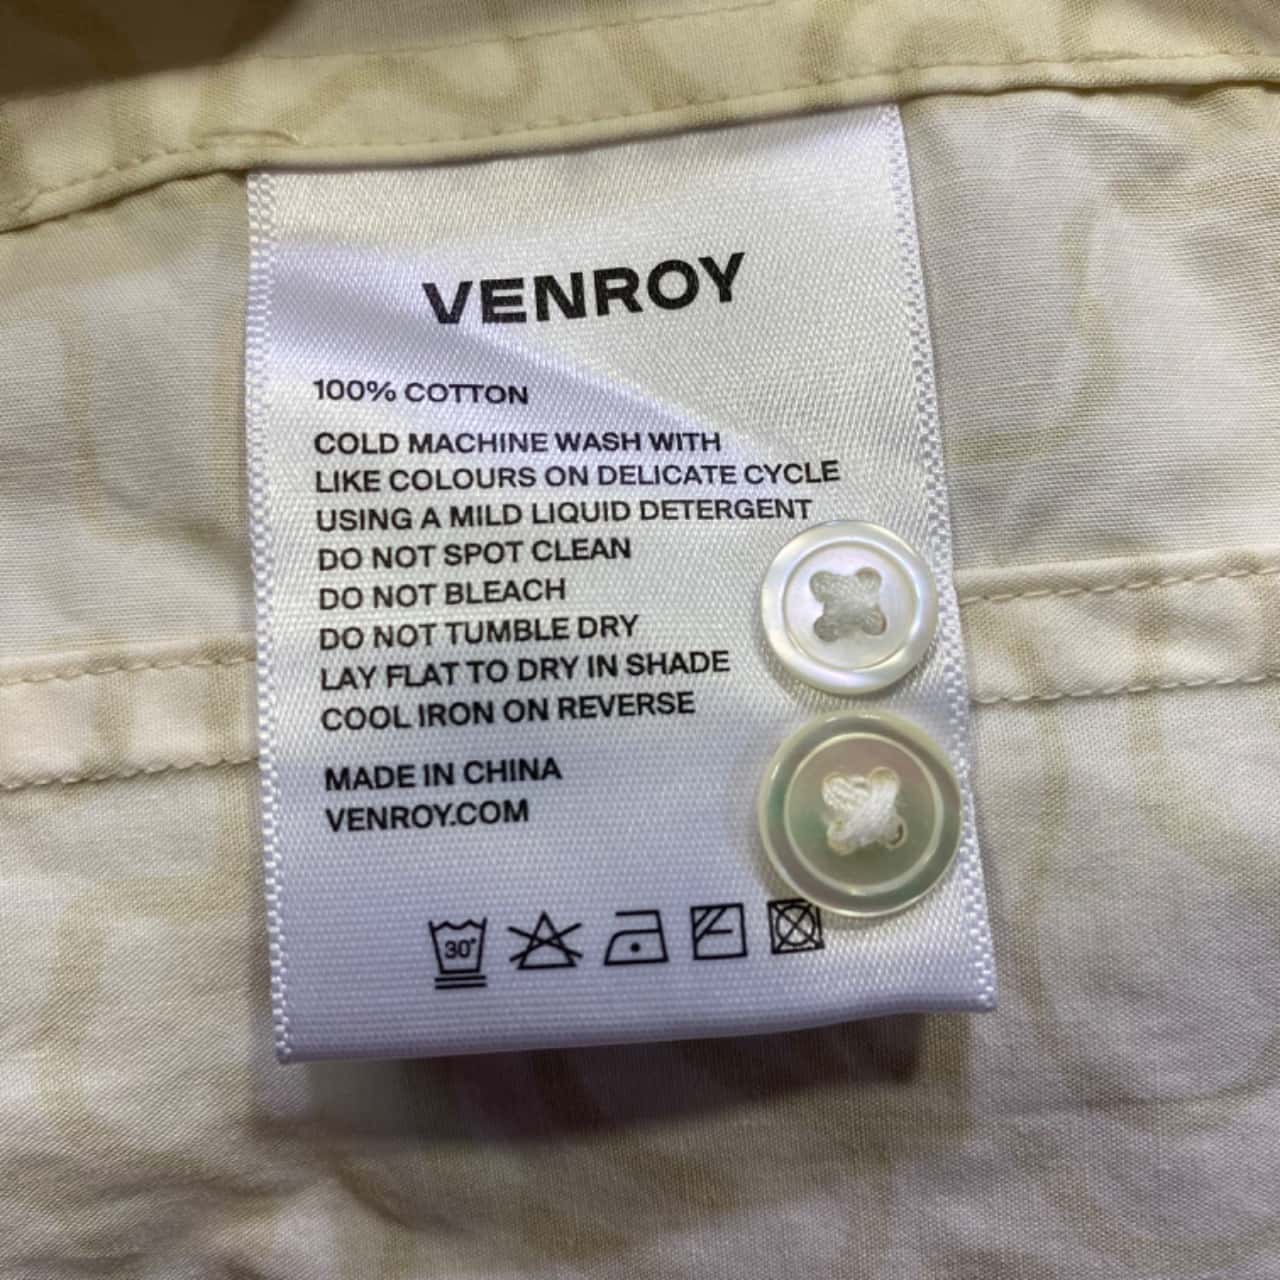 VENROY
100% COTTON
COLD MACHINE WASH WITH
LIKE COLOURS ON DELICATE CYCLE
USING A MILD LIQUID DETERGENT
DO NOT SPOT CLEAN
DO NOT BLEACH
DO NOT TUMBLE DRY
LAY FLAT TO DRY IN SHADE
COOL IRON ON REVERSE
MADE IN CHINA
VENROY.COM
30°